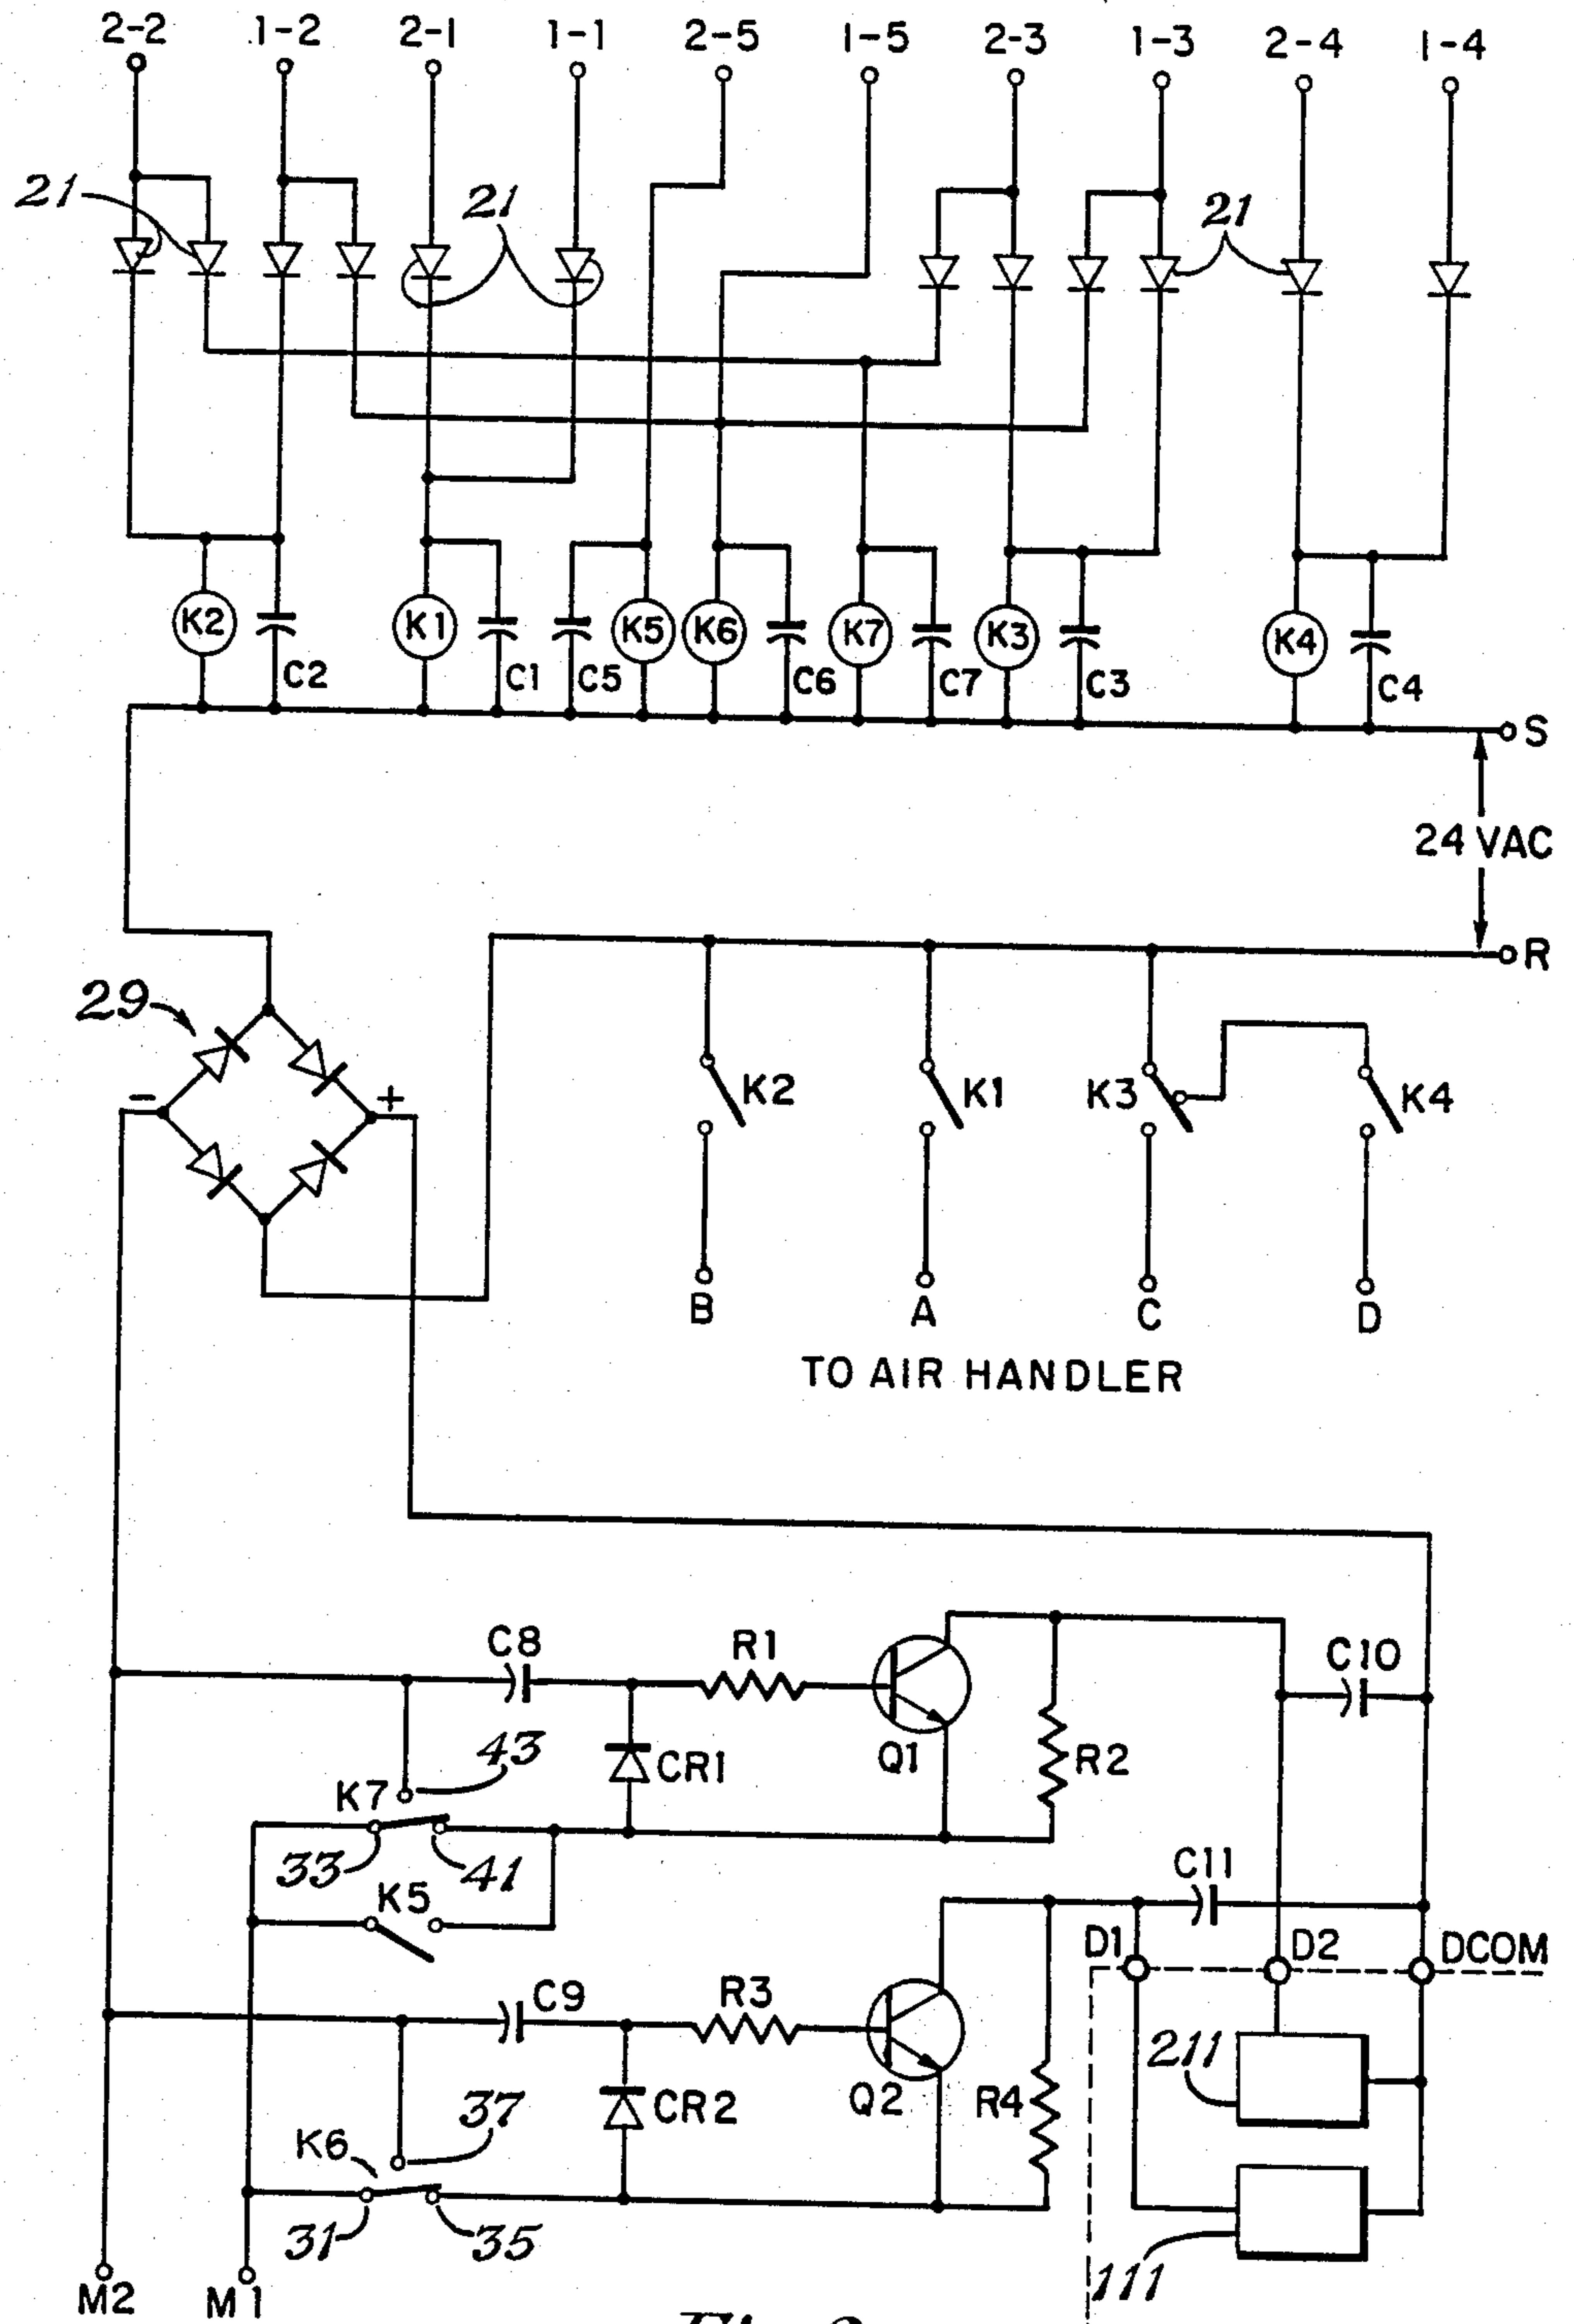 2-2 1-2 2-1 1-1 2-5 1-5 2-3 1-3 2-4 1-4
21 21 21
K2 C2 K1 C1 C5 K5 K6 C6 K7 C7 K3 C3 K4 C4
S
24 VAC
R
29
- +
K2 K1 K3 K4
B A C D
TO AIR HANDLER
C8 R1 C10
Q1 R2
43
CR1
K7
33 41
C11
K5
D1 D2 DCOM
C9 R3
211
Q2 R4
37 CR2
K6
31 35
111
M2 M1